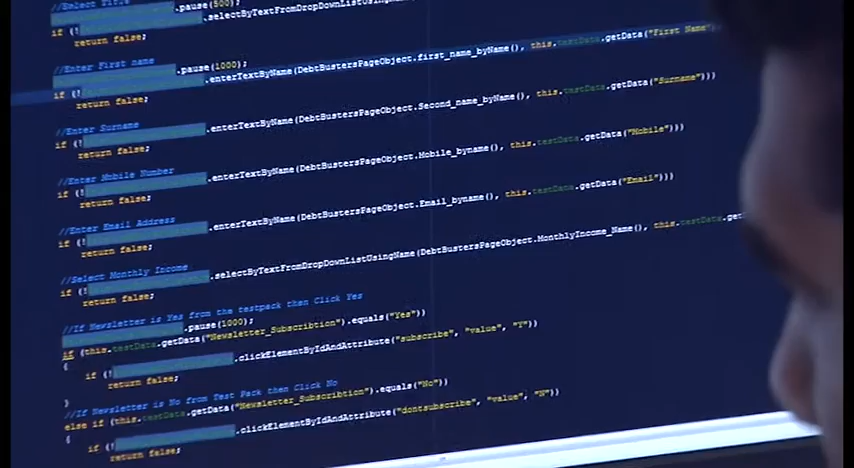 //Select Title
.pause(500);
if (! .selectByTextFromDropDownListUsingName
return false;
//Enter First name
.pause(1000);
if (! .enterTextByName(DebtBustersPageObject.first_name_byName(), this.testData.getData("First Name")
return false;
//Enter Surname
if (! .enterTextByName(DebtBustersPageObject.Second_name_byName(), this.testData.getData("Surname")))
return false;
//Enter Mobile Number
if (! .enterTextByName(DebtBustersPageObject.Mobile_byname(), this.testData.getData("Mobile")))
return false;
//Enter Email Address
if (! .enterTextByName(DebtBustersPageObject.Email_byname(), this.testData.getData("Email")))
return false;
//Select Monthly Income
if (! .selectByTextFromDropDownListUsingName(DebtBustersPageObject.MonthlyIncome_Name(), this.testData.get
return false;
//If Newsletter is Yes from the testpack then Click Yes
.pause(1000);
if (this.testData.getData("Newsletter_Subscribtion").equals("Yes"))
{
if (! .clickElementByIdAndAttribute("subscribe", "value", "Y"))
return false;
}
//If Newsletter is No from Test Pack then Click No
else if (this.testData.getData("Newsletter_Subscribtion").equals("No"))
{
if (! .clickElementByIdAndAttribute("dontsubscribe", "value", "N"))
return false;